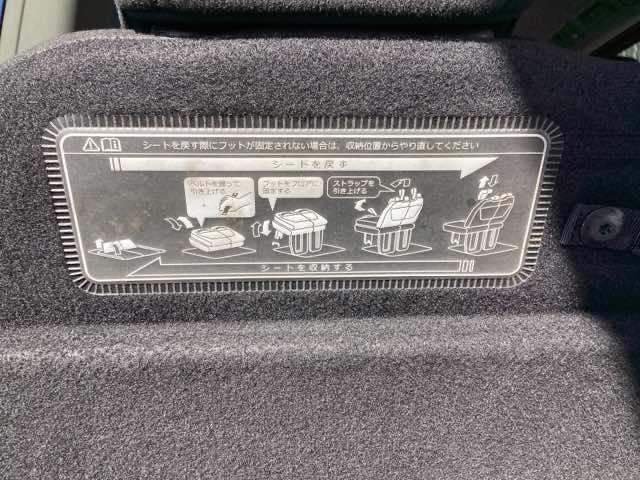 シートを戻す際にフットが固定されない場合は、収納位置からやり直してください
シートを戻す
ベルトを握って
引き上げる
フットをフロアに
固定する
ストラップを
引き上げる
シートを収納する